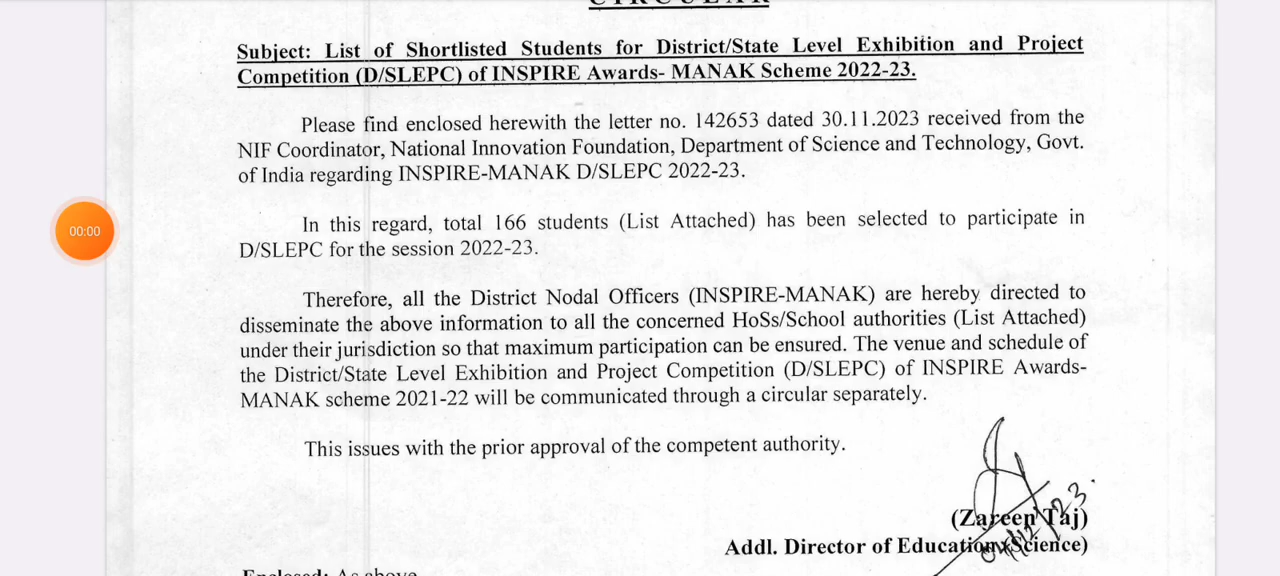 CIRCULAR
Subject: List of Shortlisted Students for District/State Level Exhibition and Project
Competition (D/SLEPC) of INSPIRE Awards- MANAK Scheme 2022-23.
Please find enclosed herewith the letter no. 142653 dated 30.11.2023 received from the
NIF Coordinator, National Innovation Foundation, Department of Science and Technology, Govt.
of India regarding INSPIRE-MANAK D/SLEPC 2022-23.
In this regard, total 166 students (List Attached) has been selected to participate in
D/SLEPC for the session 2022-23.
00:00
Therefore, all the District Nodal Officers (INSPIRE-MANAK) are hereby directed to
disseminate the above information to all the concerned HoSs/School authorities (List Attached)
under their jurisdiction so that maximum participation can be ensured. The venue and schedule of
the District/State Level Exhibition and Project Competition (D/SLEPC) of INSPIRE Awards-
MANAK scheme 2021-22 will be communicated through a circular separately.
This issues with the prior approval of the competent authority.
(Zareen Taj)
Addl. Director of Education (Science)
Enclosed: As above